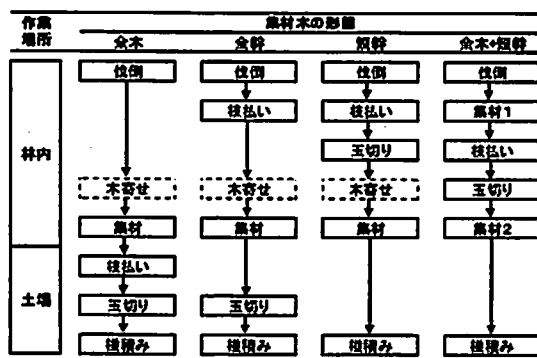 作業場所 集材木の形態
全木 全幹 短幹 全木+短幹
林内
伐倒 伐倒 伐倒 伐倒
枝払い 枝払い 集材1
玉切り 枝払い
木寄せ 木寄せ 木寄せ 玉切り
集材 集材 集材 集材2
土場
枝払い
玉切り 玉切り
椪積み 椪積み 椪積み 椪積み